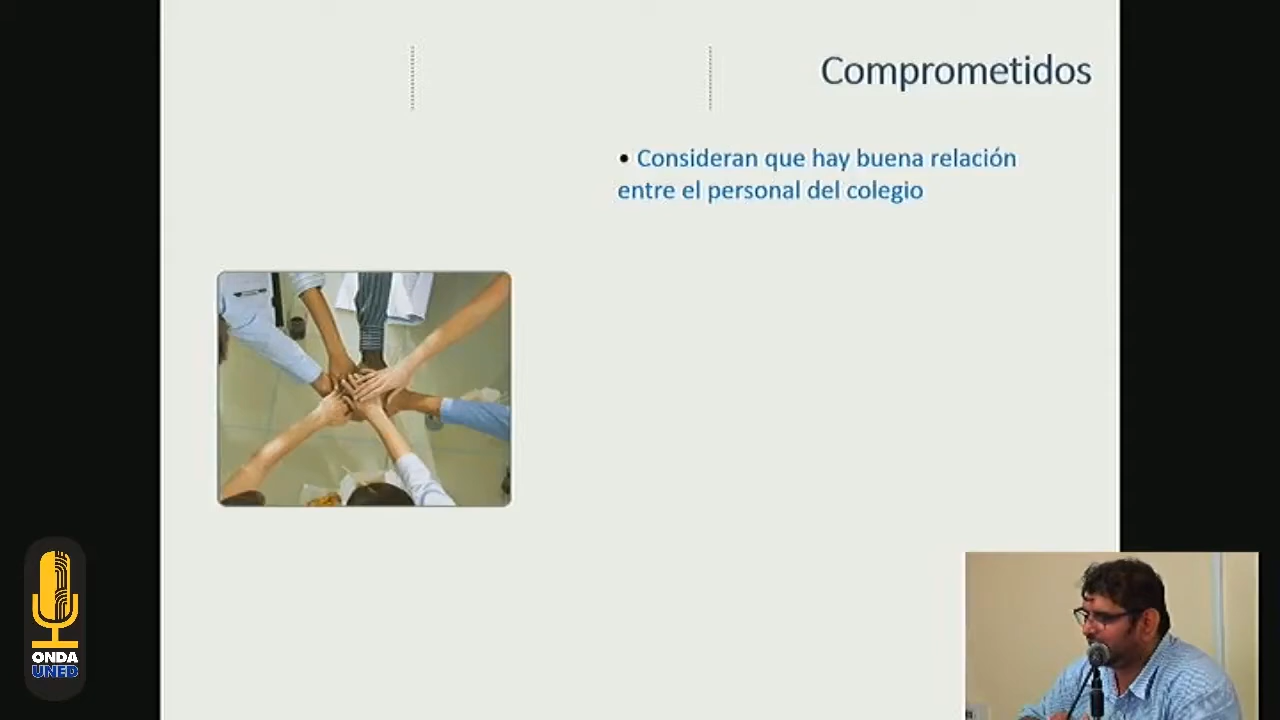 Comprometidos
• Consideran que hay buena relación
entre el personal del colegio
ONDA
UNED